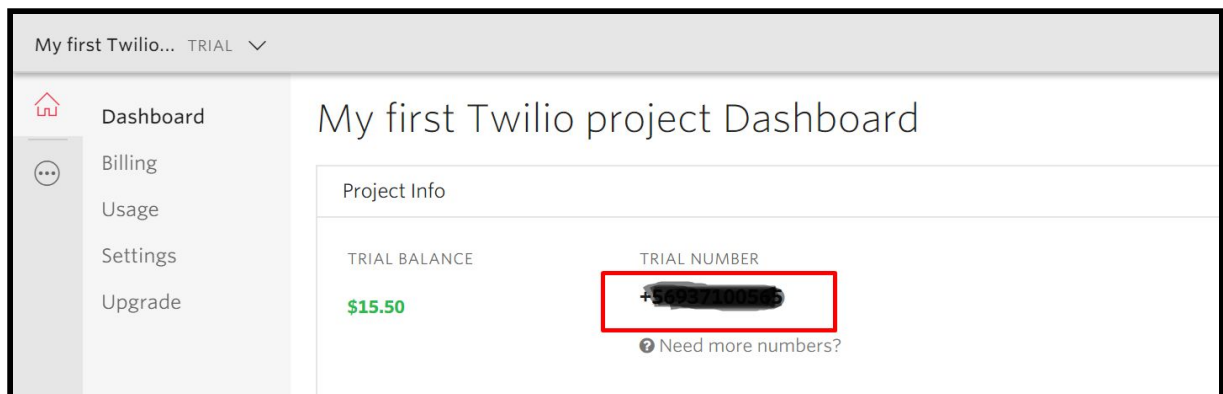 My first Twilio... TRIAL
Dashboard
My first Twilio project Dashboard
Billing
Project Info
Usage
Settings
TRIAL BALANCE
TRIAL NUMBER
Upgrade
$15.50
Need more numbers?